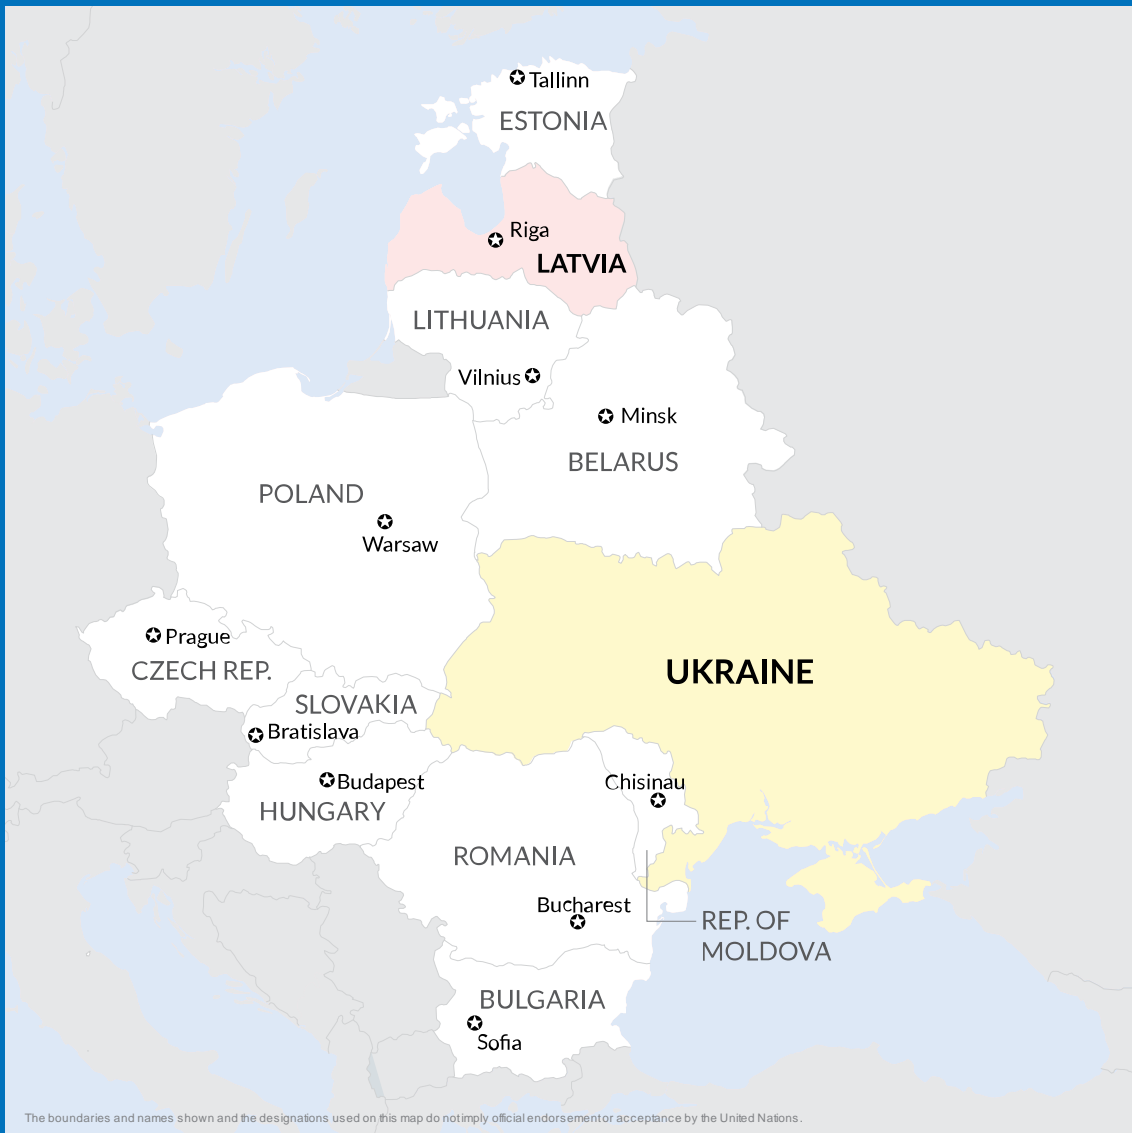 Tallinn
ESTONIA
Riga
LATVIA
LITHUANIA
Vilnius
Minsk
BELARUS
POLAND
Warsaw
Prague
CZECH REP.
UKRAINE
SLOVAKIA
Bratislava
Budapest
HUNGARY
Chisinau
ROMANIA
Bucharest
REP. OF
MOLDOVA
BULGARIA
Sofia
The boundaries and names shown and the designations used on this map do not imply official endorsement or acceptance by the United Nations.